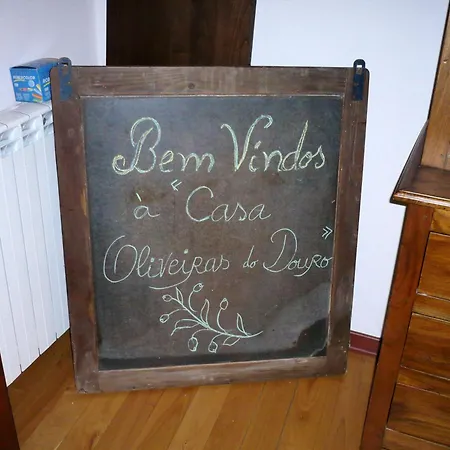 Bem Vindos
à "Casa
Oliveiras do Douro"